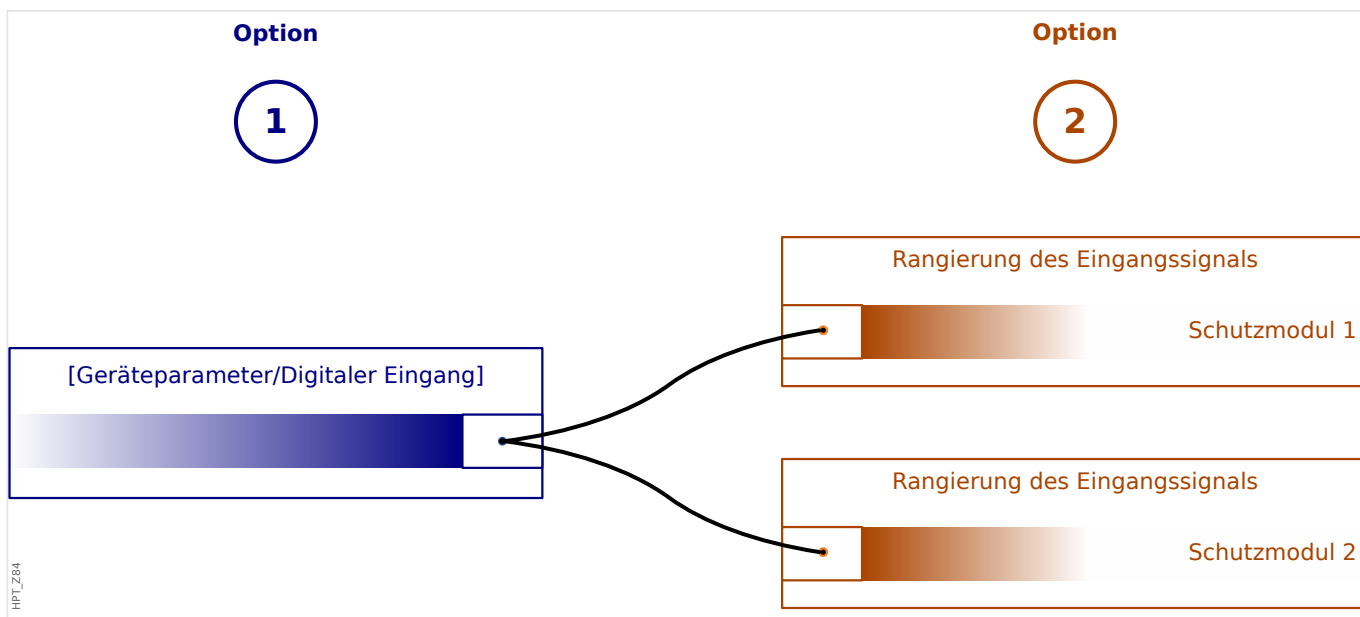 Option
1
Option
2
[Geräteparameter/Digitaler Eingang]
Rangierung des Eingangssignals
Schutzmodul 1
Rangierung des Eingangssignals
Schutzmodul 2
HPT_Z84